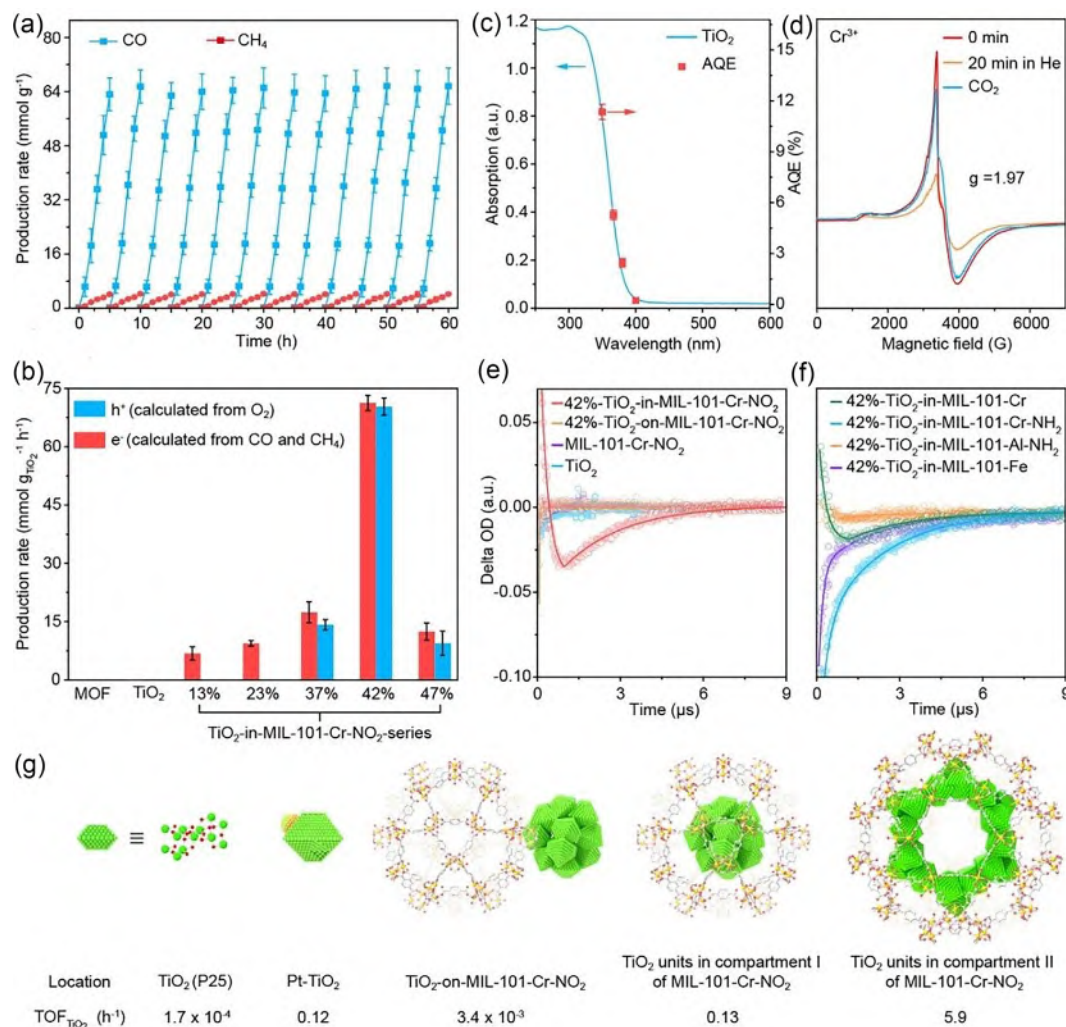 (a)
CO
CH4
Production rate (mmol g⁻¹)
80
64
48
32
16
0
0 10 20 30 40 50 60
Time (h)
(c)
TiO2
AQE
Absorption (a.u.)
1.2
1.0
0.8
0.6
0.4
0.2
0.0
15
12
9
6
3
0
AQE (%)
300 400 500 600
Wavelength (nm)
(d)
Cr³⁺
0 min
20 min in He
CO2
g =1.97
0 2000 4000 6000
Magnetic field (G)
(b)
h⁺ (calculated from O2)
e⁻ (calculated from CO and CH4)
Production rate (mmol gTiO2⁻¹ h⁻¹)
75
60
45
30
15
0
MOF TiO2 13% 23% 37% 42% 47%
TiO2-in-MIL-101-Cr-NO2-series
(e)
42%-TiO2-in-MIL-101-Cr-NO2
42%-TiO2-on-MIL-101-Cr-NO2
MIL-101-Cr-NO2
TiO2
Delta OD (a.u.)
0.05
0.00
-0.05
-0.10
0 3 6 9
Time (µs)
(f)
42%-TiO2-in-MIL-101-Cr
42%-TiO2-in-MIL-101-Cr-NH2
42%-TiO2-in-MIL-101-Al-NH2
42%-TiO2-in-MIL-101-Fe
0 3 6 9
Time (µs)
(g)
≡
Location TiO2 (P25) Pt-TiO2 TiO2-on-MIL-101-Cr-NO2 TiO2 units in compartment I of MIL-101-Cr-NO2 TiO2 units in compartment II of MIL-101-Cr-NO2
TOFTiO2 (h⁻¹) 1.7 x 10⁻⁴ 0.12 3.4 x 10⁻³ 0.13 5.9